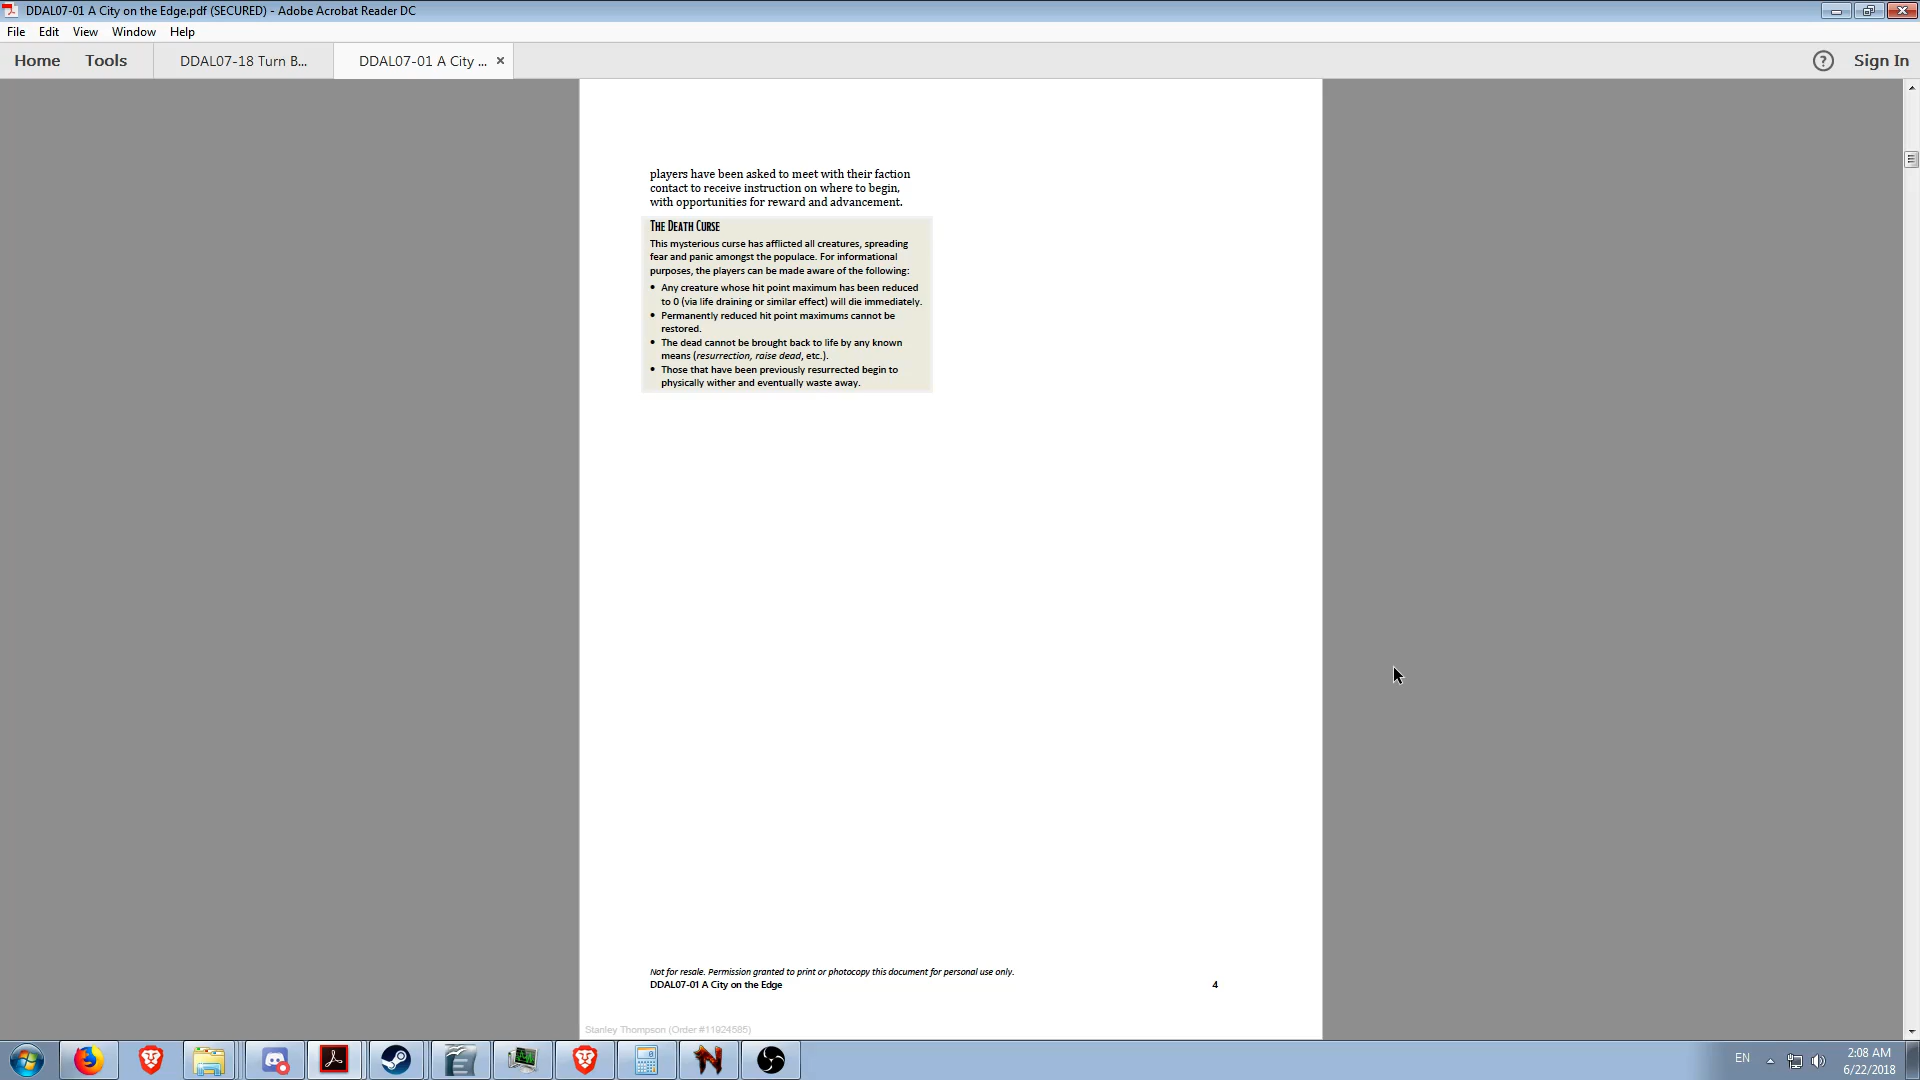 DDAL07-01 A City on the Edge.pdf (SECURED) - Adobe Acrobat Reader DC
File Edit View Window Help
Home Tools DDAL07-18 Turn B... DDAL07-01 A City ... × ? Sign In
players have been asked to meet with their faction
contact to receive instruction on where to begin,
with opportunities for reward and advancement.
THE DEATH CURSE
This mysterious curse has afflicted all creatures, spreading
fear and panic amongst the populace. For informational
purposes, the players can be made aware of the following:
• Any creature whose hit point maximum has been reduced
to 0 (via life draining or similar effect) will die immediately.
• Permanently reduced hit point maximums cannot be
restored.
• The dead cannot be brought back to life by any known
means (resurrection, raise dead, etc.).
• Those that have been previously resurrected begin to
physically wither and eventually waste away.
Not for resale. Permission granted to print or photocopy this document for personal use only.
DDAL07-01 A City on the Edge 4
Stanley Thompson (Order #11924585)
EN
2:08 AM
6/22/2018